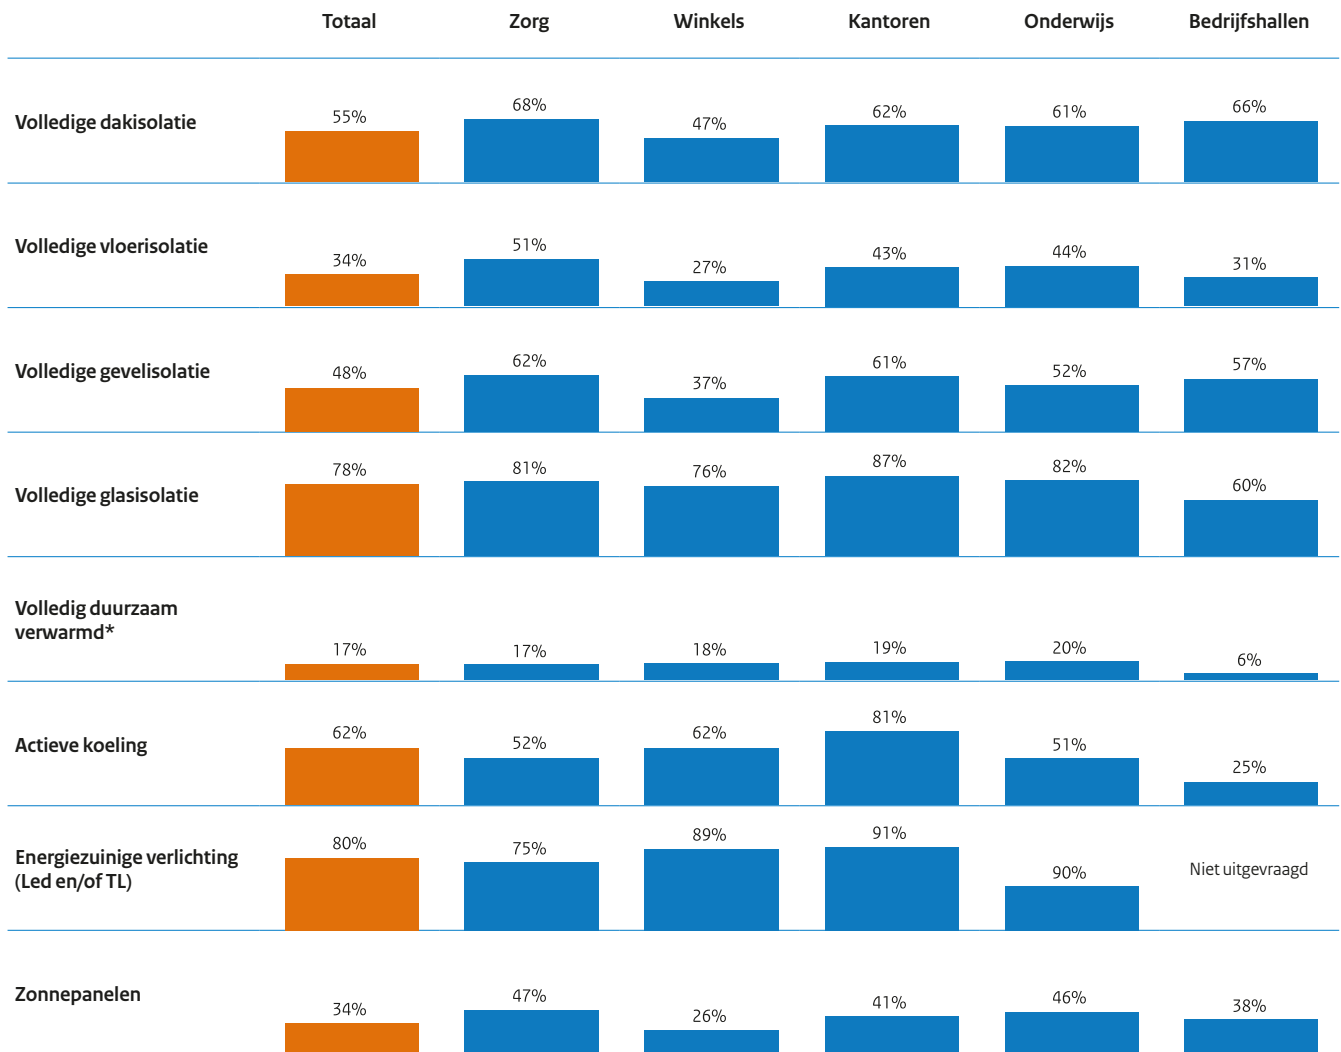 Totaal Zorg Winkels Kantoren Onderwijs Bedrijfshallen
Volledige dakisolatie 55% 68% 47% 62% 61% 66%
Volledige vloerisolatie 34% 51% 27% 43% 44% 31%
Volledige gevelisolatie 48% 62% 37% 61% 52% 57%
Volledige glasisolatie 78% 81% 76% 87% 82% 60%
Volledig duurzaam
verwarmd* 17% 17% 18% 19% 20% 6%
Actieve koeling 62% 52% 62% 81% 51% 25%
Energiezuinige verlichting
(Led en/of TL) 80% 75% 89% 91% 90% Niet uitgevraagd
Zonnepanelen 34% 47% 26% 41% 46% 38%